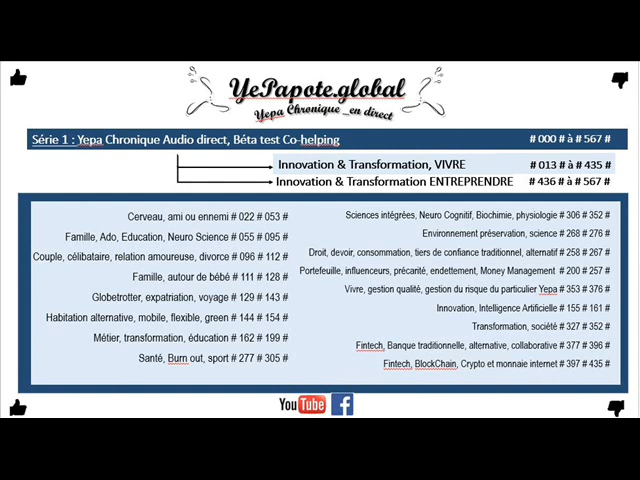 YePapote.global
Yepa Chronique _en direct
Série 1 : Yepa Chronique Audio direct, Béta test Co-helping # 000 # à # 567 #
Innovation & Transformation, VIVRE # 013 # à # 435 #
Innovation & Transformation ENTREPRENDRE # 436 # à # 567 #
Cerveau, ami ou ennemi # 022 # 053 #
Famille, Ado, Education, Neuro Science # 055 # 095 #
Couple, célibataire, relation amoureuse, divorce # 096 # 112 #
Famille, autour de bébé # 111 # 128 #
Globetrotter, expatriation, voyage # 129 # 143 #
Habitation alternative, mobile, flexible, green # 144 # 154 #
Métier, transformation, éducation # 162 # 199 #
Santé, Burn out, sport # 277 # 305 #
Sciences intégrées, Neuro Cognitif, Biochimie, physiologie # 306 # 352 #
Environnement préservation, science # 268 # 276 #
Droit, devoir, consommation, tiers de confiance traditionnel, alternatif # 258 # 267 #
Portefeuille, influenceurs, précarité, endettement, Money Management # 200 # 257 #
Vivre, gestion qualité, gestion du risque du particulier Yepa # 353 # 376 #
Innovation, Intelligence Artificielle # 155 # 161 #
Transformation, société # 327 # 352 #
Fintech, Banque traditionnelle, alternative, collaborative # 377 # 396 #
Fintech, BlockChain, Crypto et monnaie internet # 397 # 435 #
YouTube f